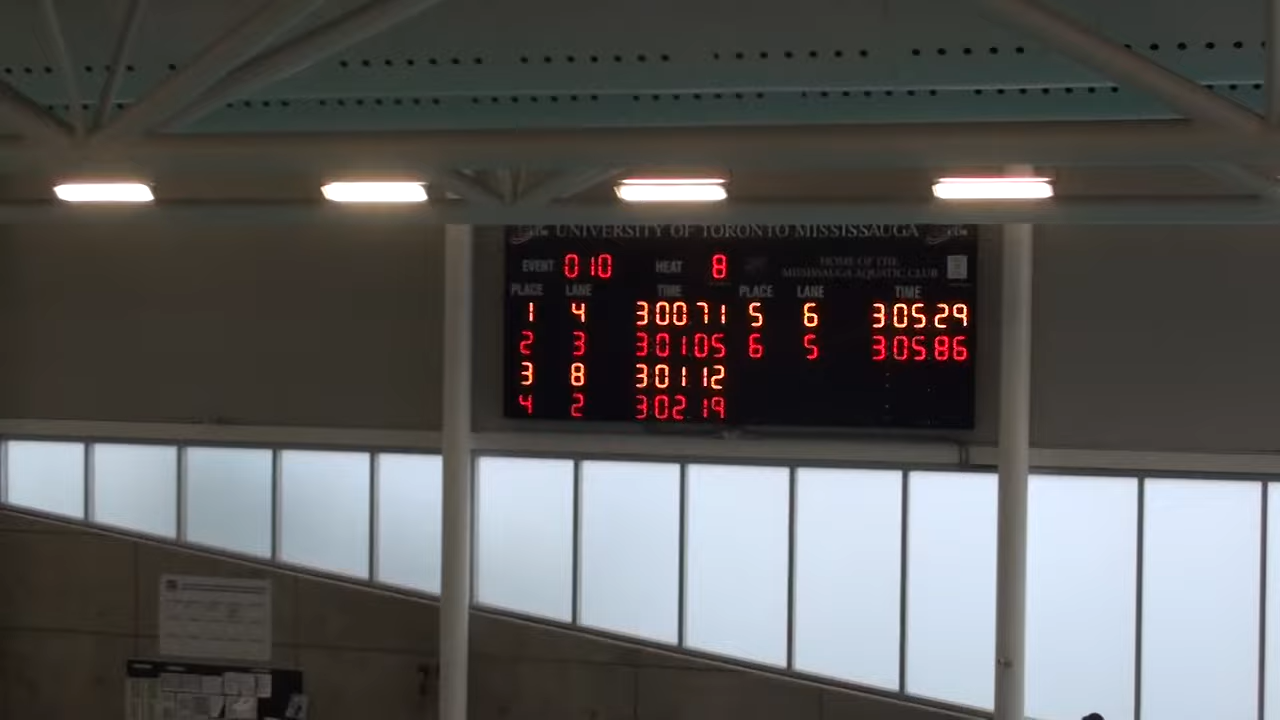 UNIVERSITY OF TORONTO MISSISSAUGA
EVENT 010 HEAT 8
HOME OF THE
MISSISSAUGA AQUATIC CLUB
PLACE LANE TIME PLACE LANE TIME
1 4 3:00.71 5 6 3:05.29
2 3 3:01.05 6 5 3:05.86
3 8 3:01.12
4 2 3:02.19